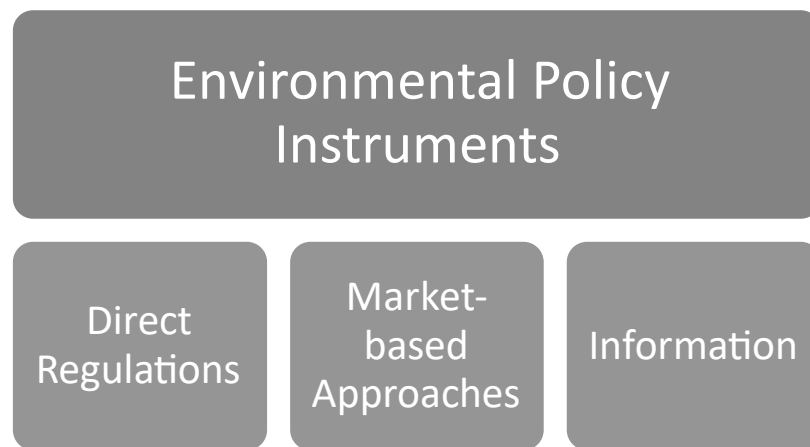 Environmental Policy
Instruments
Direct
Regulations
Market-
based
Approaches
Information